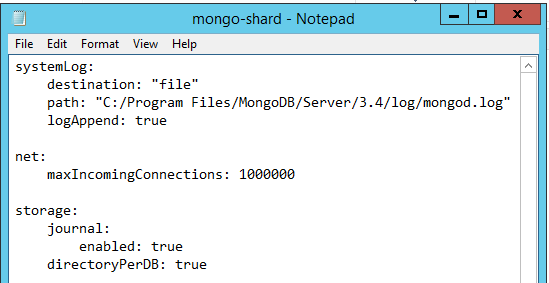 mongo-shard - Notepad
File Edit Format View Help
systemLog:
    destination: "file"
    path: "C:/Program Files/MongoDB/Server/3.4/log/mongod.log"
    logAppend: true

net:
    maxIncomingConnections: 1000000

storage:
    journal:
        enabled: true
    directoryPerDB: true